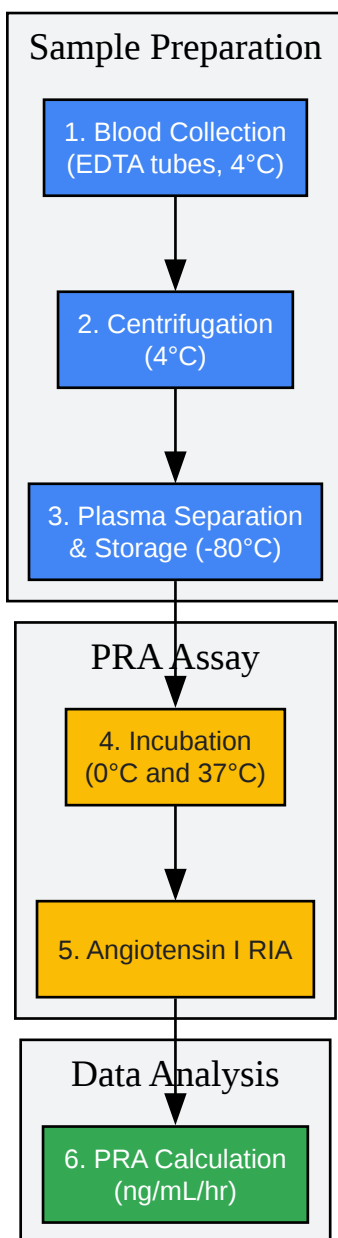 Sample Preparation
1. Blood Collection
(EDTA tubes, 4°C)
2. Centrifugation
(4°C)
3. Plasma Separation
& Storage (-80°C)
PRA Assay
4. Incubation
(0°C and 37°C)
5. Angiotensin I RIA
Data Analysis
6. PRA Calculation
(ng/mL/hr)